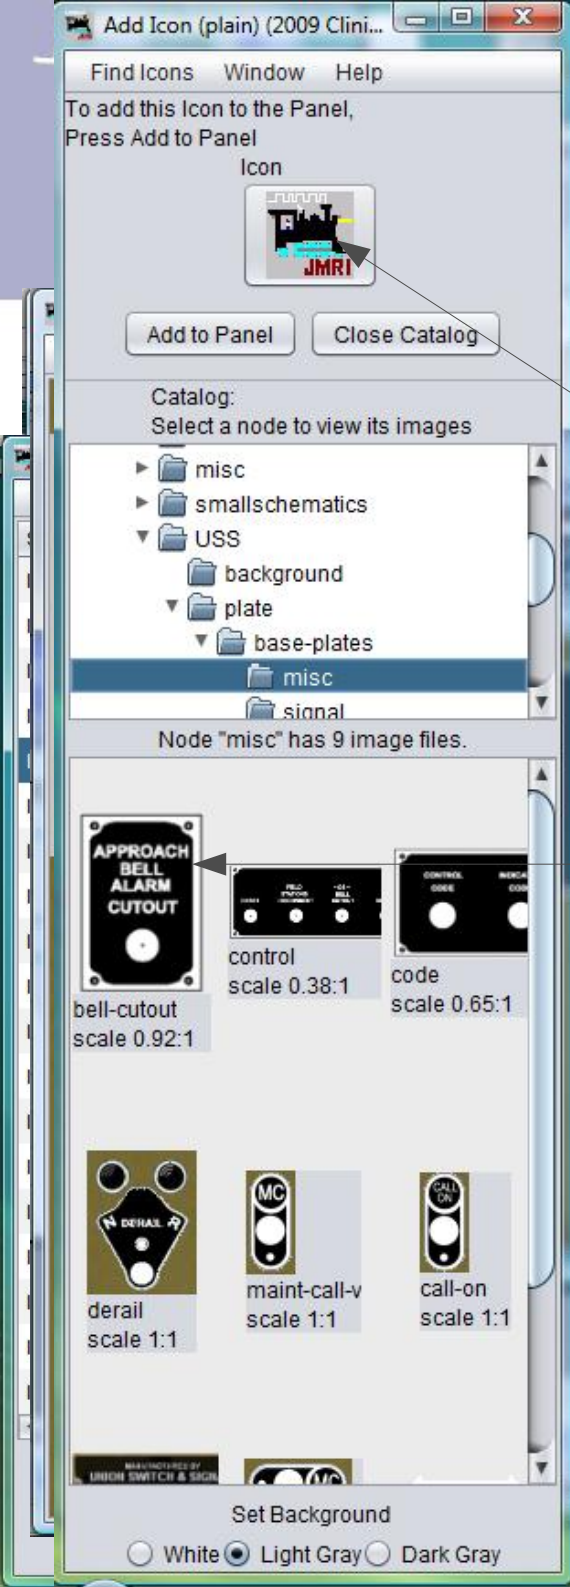 Add Icon (plain) (2009 Clini...
Find Icons Window Help
To add this Icon to the Panel,
Press Add to Panel
Icon
JMRI
Add to Panel Close Catalog
Catalog:
Select a node to view its images
misc
smallschematics
USS
background
plate
base-plates
misc
signal
Node "misc" has 9 image files.
APPROACH
BELL
ALARM
CUTOUT
bell-cutout
scale 0.92:1
control
scale 0.38:1
CONTROL
CODE
code
scale 0.65:1
N DERAIL R
derail
scale 1:1
MC
maint-call-v
scale 1:1
CALL
ON
call-on
scale 1:1
MANUFACTURED BY
UNION SWITCH & SIGN
MC
Set Background
White Light Gray Dark Gray